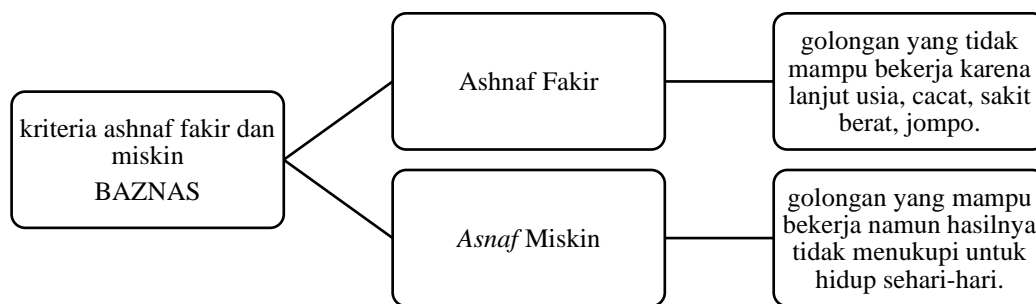 kriteria ashnaf fakir dan
miskin
BAZNAS
Ashnaf Fakir
golongan yang tidak
mampu bekerja karena
lanjut usia, cacat, sakit
berat, jompo.
Asnaf Miskin
golongan yang mampu
bekerja namun hasilnya
tidak menukupi untuk
hidup sehari-hari.